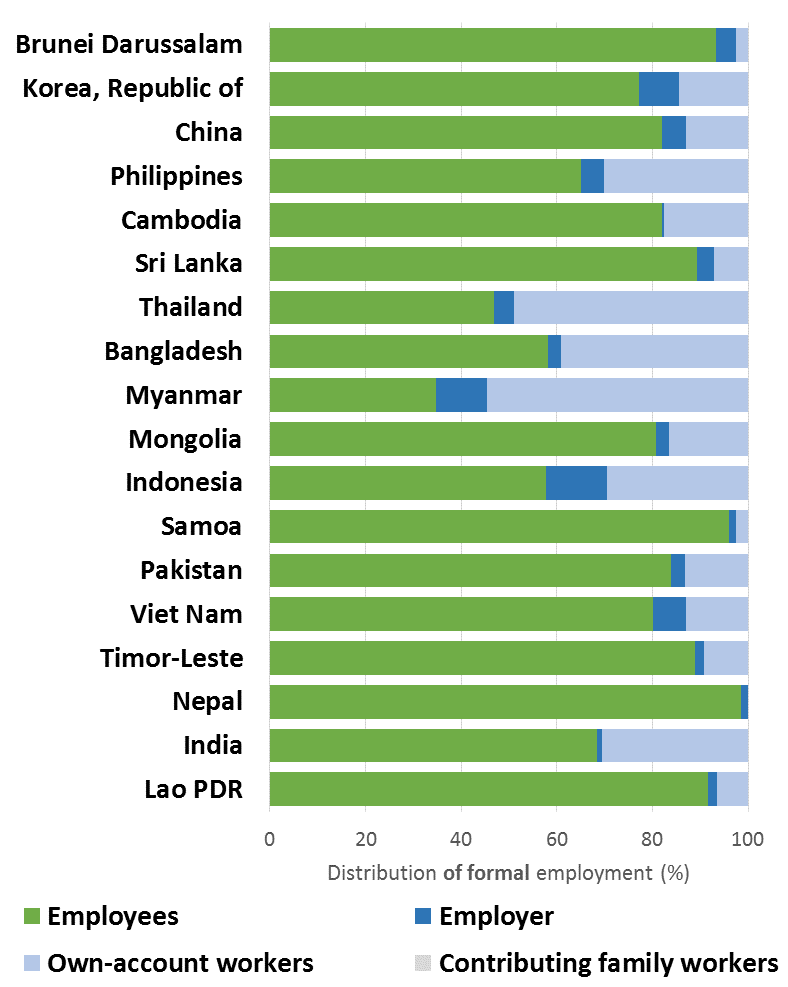 Brunei Darussalam
Korea, Republic of
China
Philippines
Cambodia
Sri Lanka
Thailand
Bangladesh
Myanmar
Mongolia
Indonesia
Samoa
Pakistan
Viet Nam
Timor-Leste
Nepal
India
Lao PDR
0 20 40 60 80 100
Distribution of formal employment (%)
Employees Employer
Own-account workers Contributing family workers